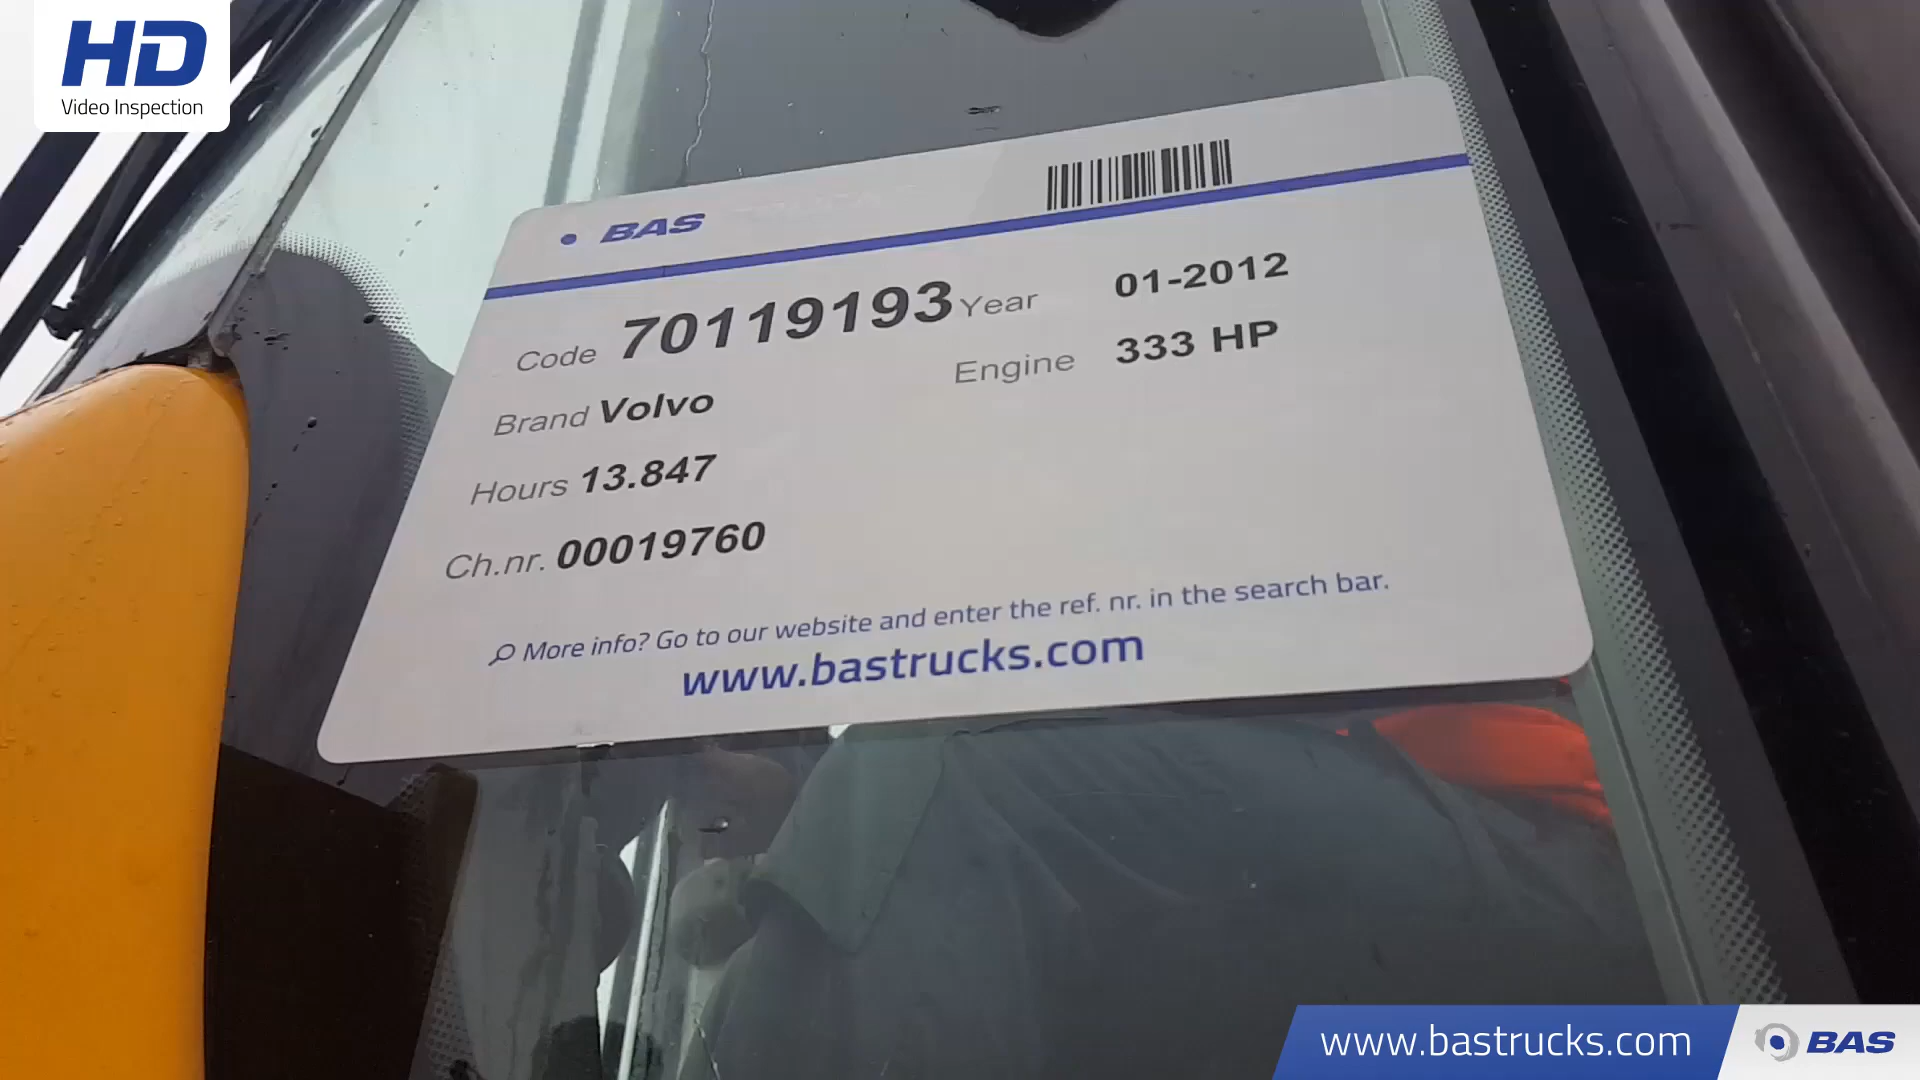 HD
Video Inspection
BAS
Code 70119193 Year 01-2012
Brand Volvo Engine 333 HP
Hours 13.847
Ch.nr. 00019760
More info? Go to our website and enter the ref. nr. in the search bar.
www.bastrucks.com
www.bastrucks.com BAS